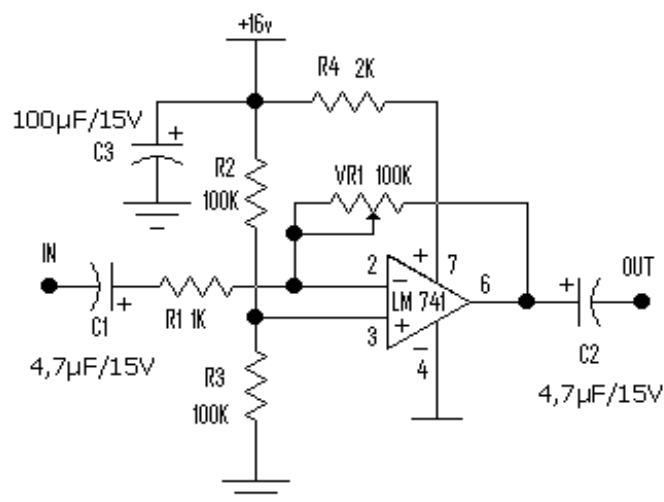 +16v
R4 2K
100µF/15V
+
C3
R2
100K
VR1 100K
IN
+
7
2
−
6
OUT
LM 741
+
+
R1 1K
3
+
C1
−
4
C2
4,7µF/15V
R3
100K
4,7µF/15V